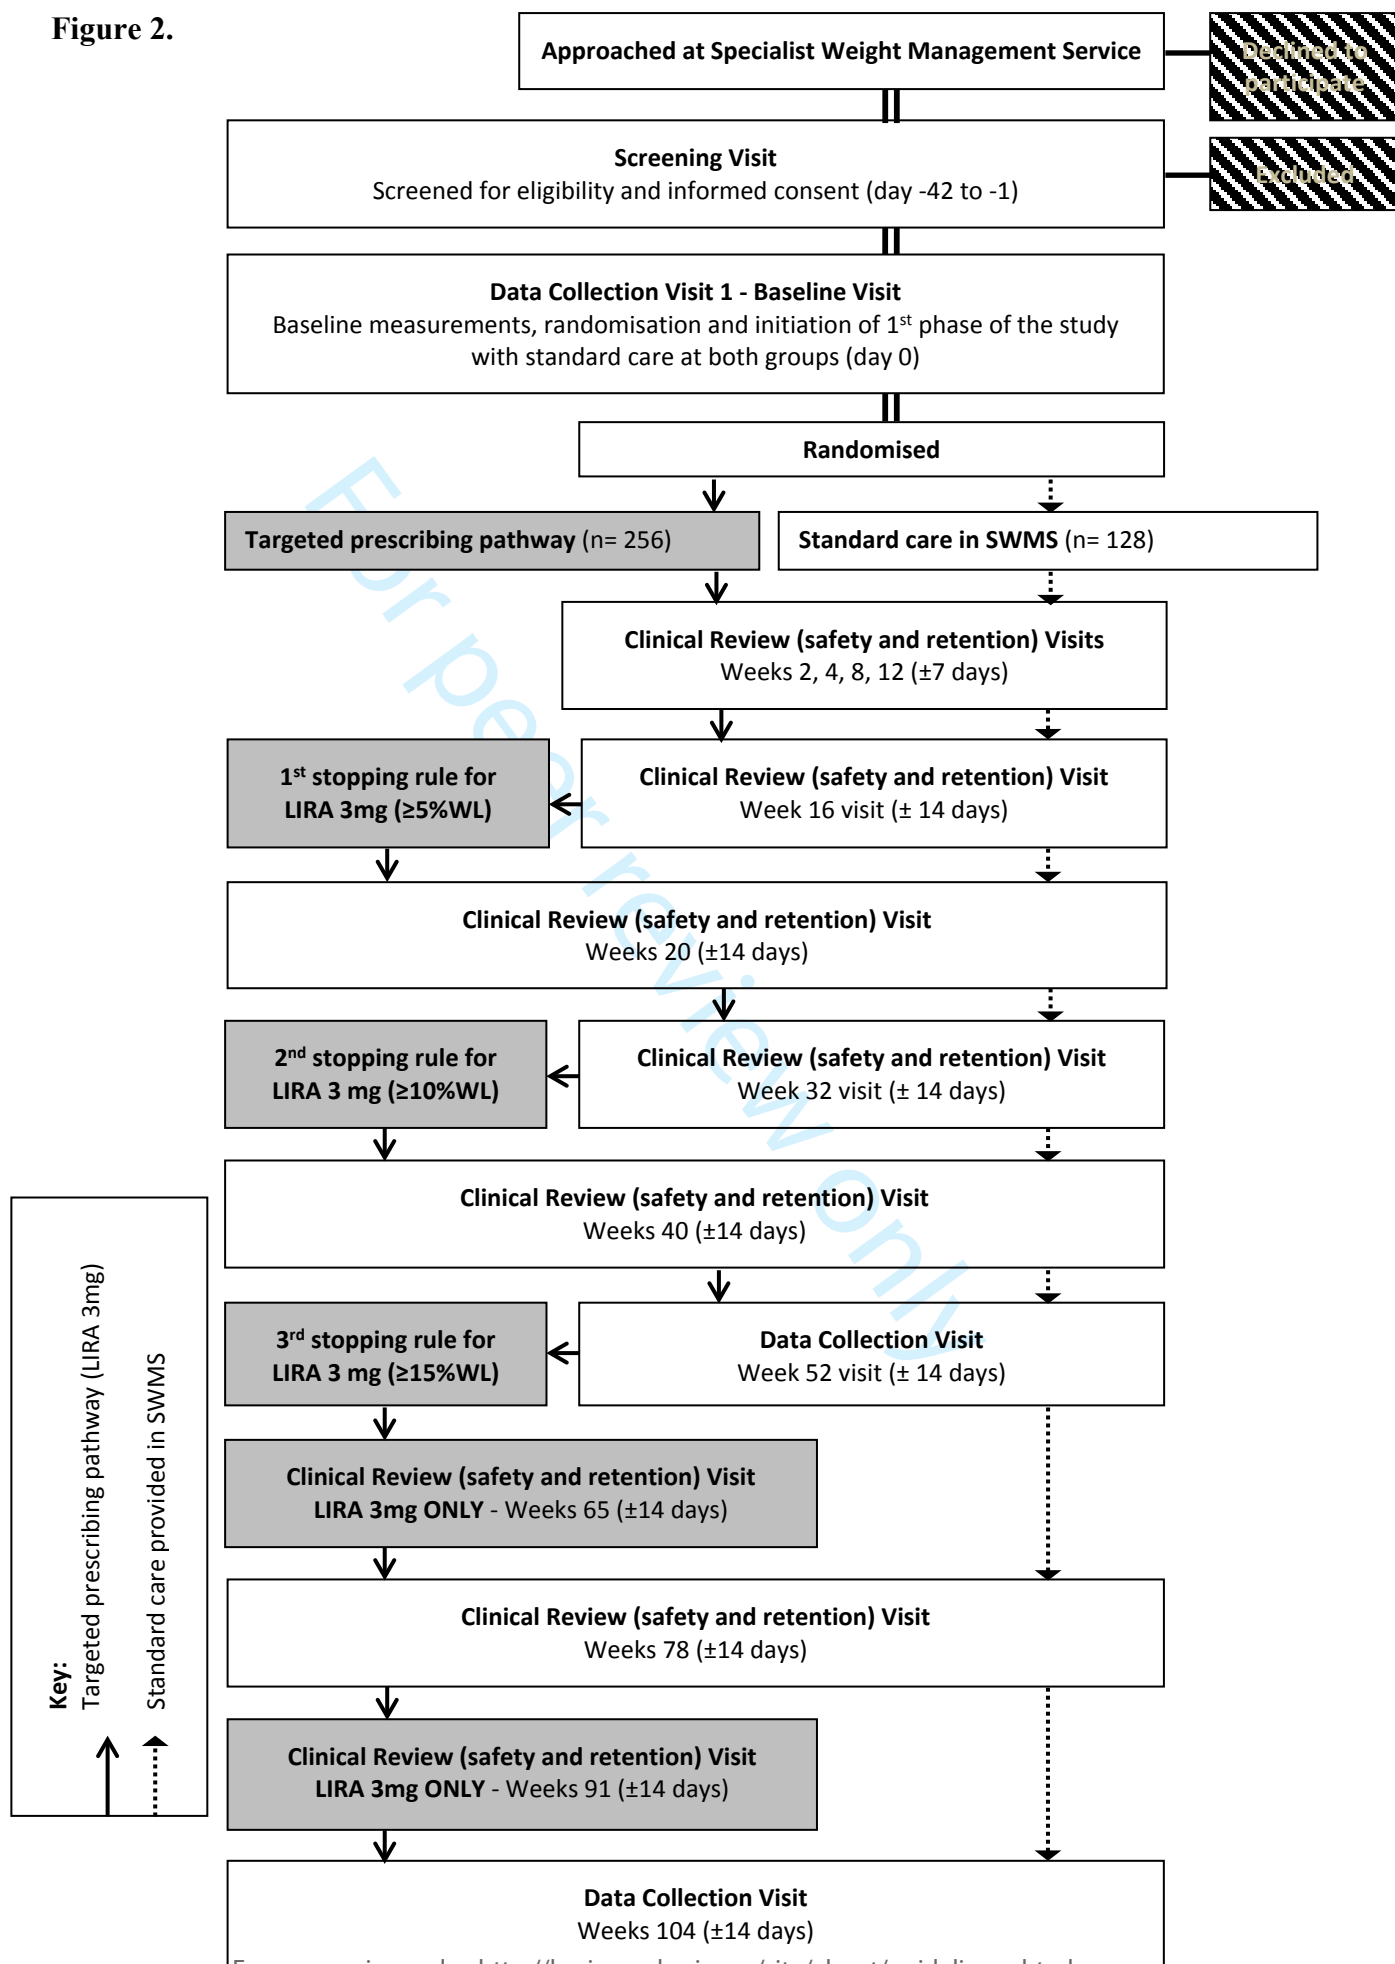 Figure 2.
Approached at Specialist Weight Management Service
Declined to
participate
Screening Visit
Screened for eligibility and informed consent (day -42 to -1)
Excluded
Data Collection Visit 1 - Baseline Visit
Baseline measurements, randomisation and initiation of 1st phase of the study
with standard care at both groups (day 0)
Randomised
Targeted prescribing pathway (n= 256)
Standard care in SWMS (n= 128)
Clinical Review (safety and retention) Visits
Weeks 2, 4, 8, 12 (±7 days)
1st stopping rule for
LIRA 3mg (≥5%WL)
Clinical Review (safety and retention) Visit
Week 16 visit (± 14 days)
Clinical Review (safety and retention) Visit
Weeks 20 (±14 days)
2nd stopping rule for
LIRA 3 mg (≥10%WL)
Clinical Review (safety and retention) Visit
Week 32 visit (± 14 days)
Clinical Review (safety and retention) Visit
Weeks 40 (±14 days)
3rd stopping rule for
LIRA 3 mg (≥15%WL)
Data Collection Visit
Week 52 visit (± 14 days)
Clinical Review (safety and retention) Visit
LIRA 3mg ONLY - Weeks 65 (±14 days)
Clinical Review (safety and retention) Visit
Weeks 78 (±14 days)
Clinical Review (safety and retention) Visit
LIRA 3mg ONLY - Weeks 91 (±14 days)
Data Collection Visit
Weeks 104 (±14 days)
Key:
Targeted prescribing pathway (LIRA 3mg)
Standard care provided in SWMS
For peer review only